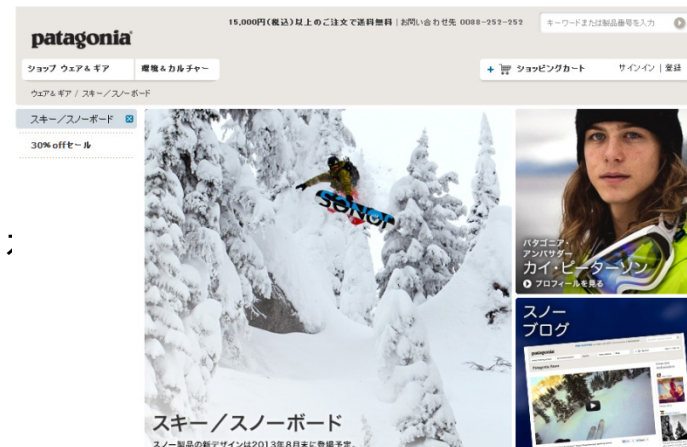 15,000円(税込)以上のご注文で送料無料 | お問い合わせ先 0088-252-252
キーワードまたは製品番号を入力
patagonia
ショップ ウェア＆ギア
環境＆カルチャー
+ ショッピングカート
サインイン | 登録
ウェア＆ギア / スキー／スノーボード
スキー／スノーボード
30% offセール
JONES
パタゴニア・
アンバサダー
カイ・ピーターソン
プロフィールを見る
スノー
ブログ
patagonia
スキー／スノーボード
スノー製品の新デザインは2013年8月末に登場予定。